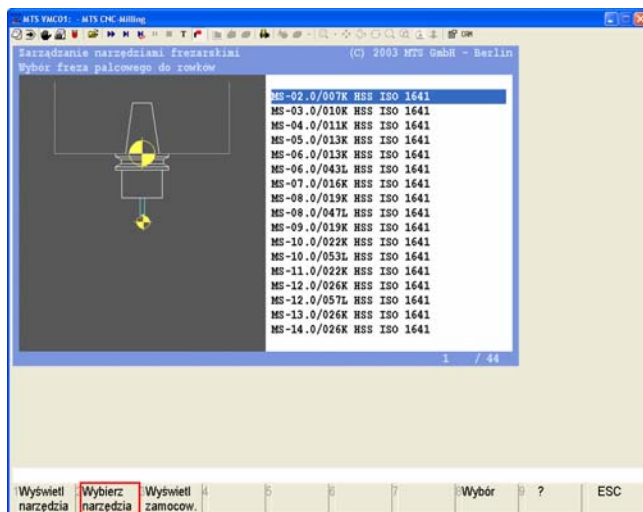 MTS VMC01: - MTS CNC-Milling
Zarządzanie narzędziami frezarskimi (C) 2003 MTS GmbH - Berlin
Wybór freza palcowego do rowków
MS-02.0/007K HSS ISO 1641
MS-03.0/010K HSS ISO 1641
MS-04.0/011K HSS ISO 1641
MS-05.0/013K HSS ISO 1641
MS-06.0/013K HSS ISO 1641
MS-06.0/043L HSS ISO 1641
MS-07.0/016K HSS ISO 1641
MS-08.0/019K HSS ISO 1641
MS-08.0/047L HSS ISO 1641
MS-09.0/019K HSS ISO 1641
MS-10.0/022K HSS ISO 1641
MS-10.0/053L HSS ISO 1641
MS-11.0/022K HSS ISO 1641
MS-12.0/026K HSS ISO 1641
MS-12.0/057L HSS ISO 1641
MS-13.0/026K HSS ISO 1641
MS-14.0/026K HSS ISO 1641
1 / 44
1 Wyświetl narzędzia
2 Wybierz narzędzia
3 Wyświetl zamocow.
4
5
6
7
8 Wybór
9 ?
ESC